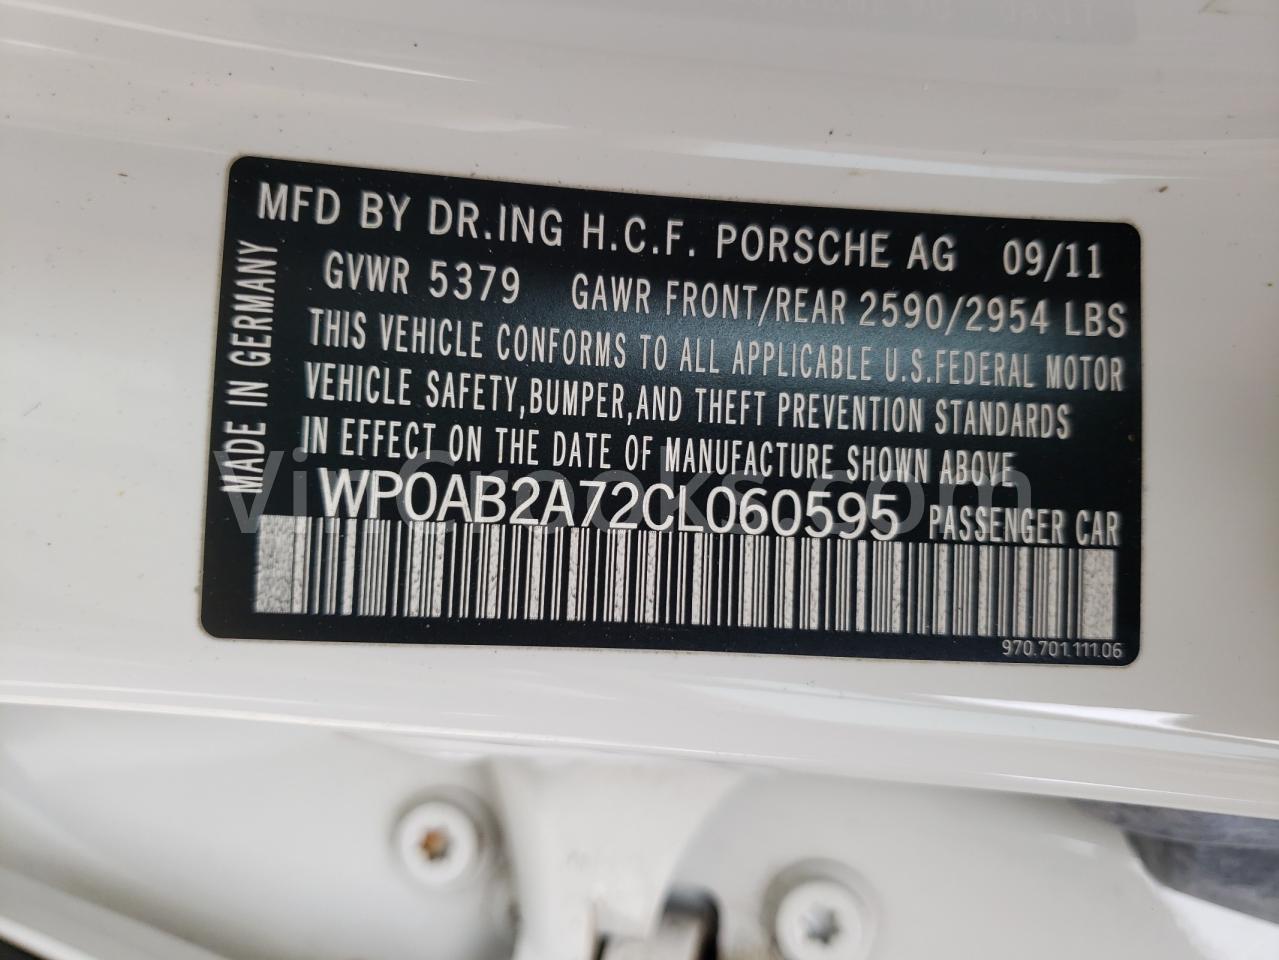 MFD BY DR.ING H.C.F. PORSCHE AG 09/11
GVWR 5379 GAWR FRONT/REAR 2590/2954 LBS
THIS VEHICLE CONFORMS TO ALL APPLICABLE U.S.FEDERAL MOTOR
VEHICLE SAFETY,BUMPER,AND THEFT PREVENTION STANDARDS
IN EFFECT ON THE DATE OF MANUFACTURE SHOWN ABOVE
WP0AB2A72CL060595 PASSENGER CAR
970.701.111.06
MADE IN GERMANY
VinCrooks.com